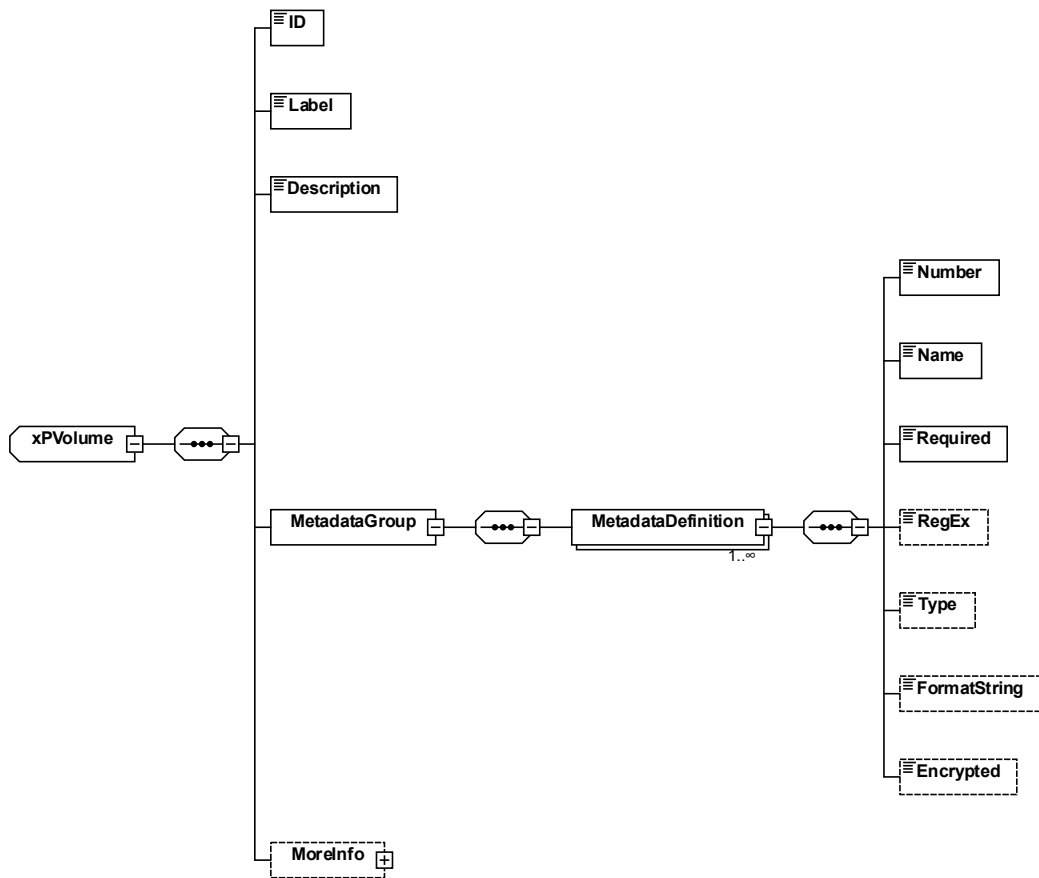 ID
Label
Description
Number
Name
Required
xPVolume
MetadataGroup
MetadataDefinition
1..∞
RegEx
Type
FormatString
Encrypted
MoreInfo